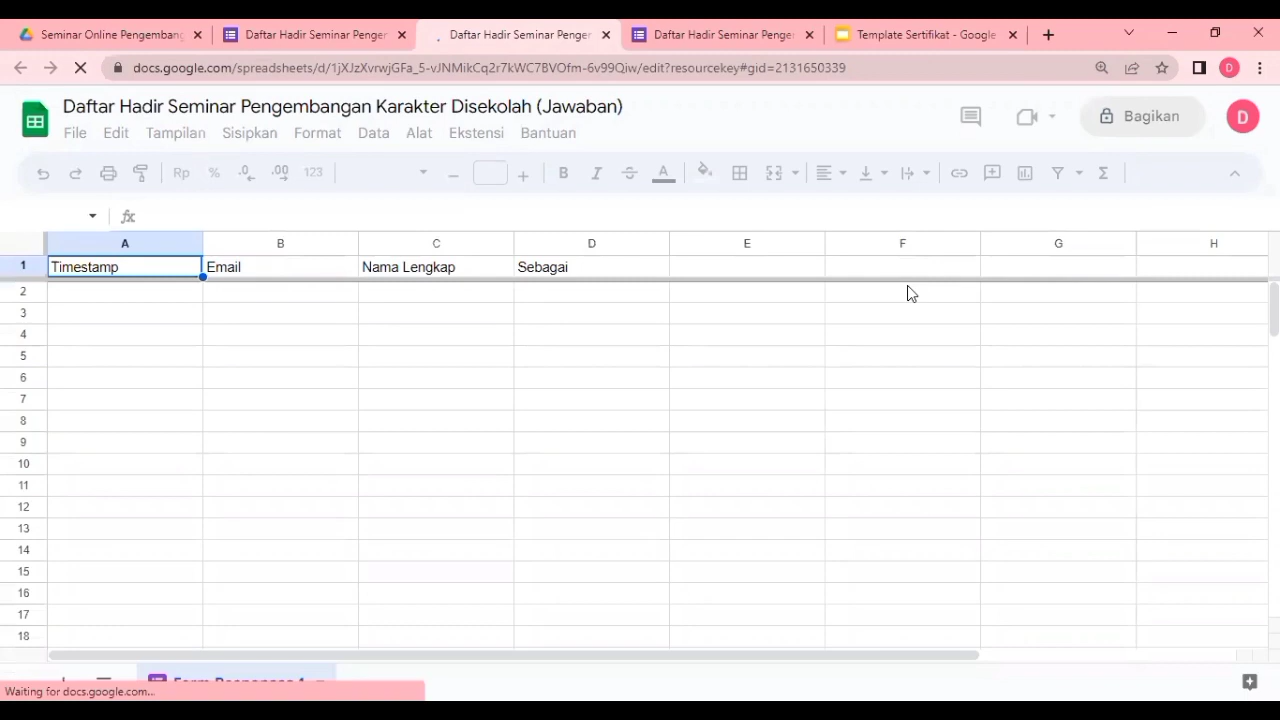 Seminar Online Pengembang
Daftar Hadir Seminar Penger
Daftar Hadir Seminar Penger
Daftar Hadir Seminar Penge
Template Sertifikat - Google
docs.google.com/spreadsheets/d/1jXJzXvrwjGFa_5-vJNMikCq2r7kWC7BVOfm-6v99Qiw/edit?resourcekey#gid=2131650339
D
Daftar Hadir Seminar Pengembangan Karakter Disekolah (Jawaban)
Bagikan
D
File Edit Tampilan Sisipkan Format Data Alat Ekstensi Bantuan
Rp % .0 .00 123 B I S A Σ
fx
A B C D E F G H
1 Timestamp Email Nama Lengkap Sebagai
2
3
4
5
6
7
8
9
10
11
12
13
14
15
16
17
18
Form Responses 1
Waiting for docs.google.com...